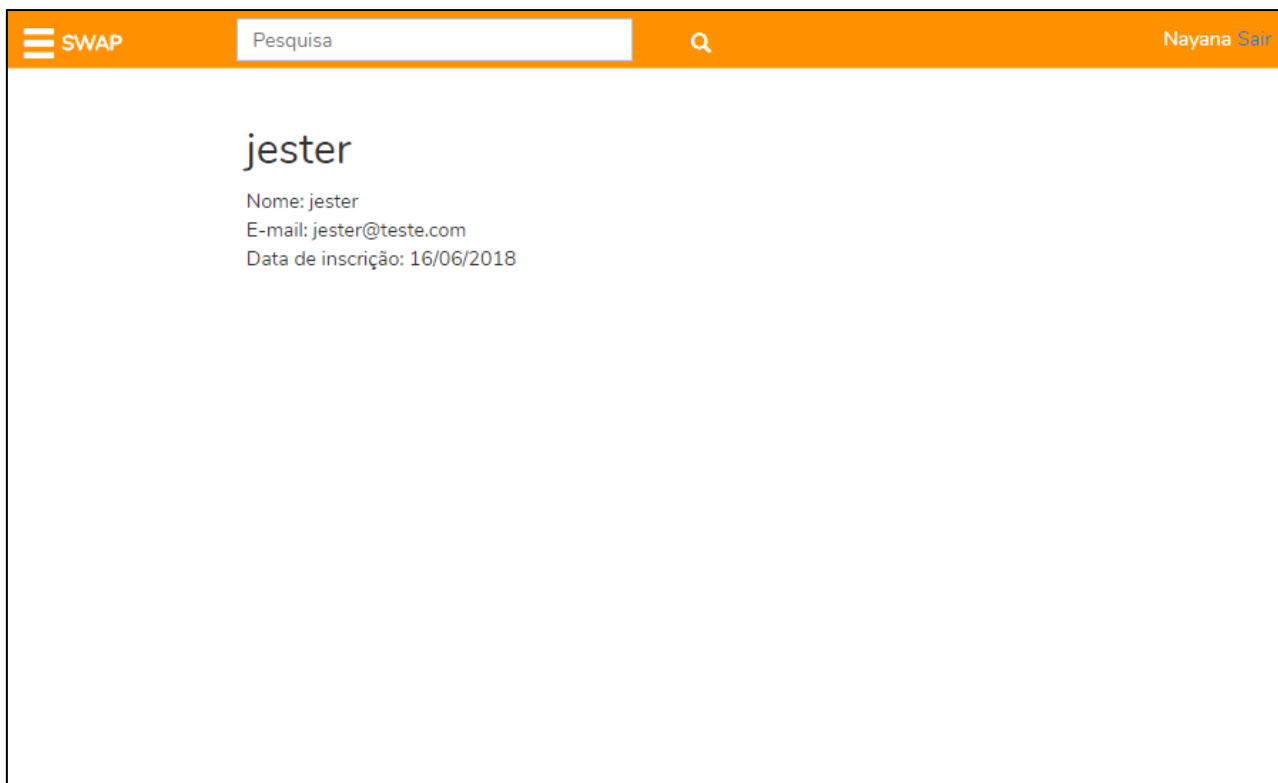 SWAP Pesquisa Nayana Sair
jester
Nome: jester
E-mail: jester@teste.com
Data de inscrição: 16/06/2018